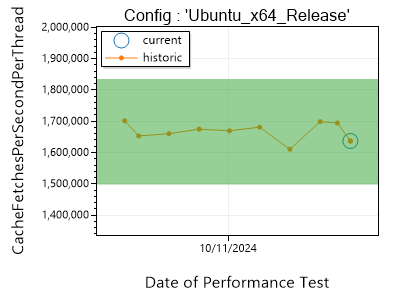 Config : 'Ubuntu_x64_Release'
CacheFetchesPerSecondPerThread
2,000,000
1,900,000
1,800,000
1,700,000
1,600,000
1,500,000
1,400,000
current
historic
10/11/2024
Date of Performance Test